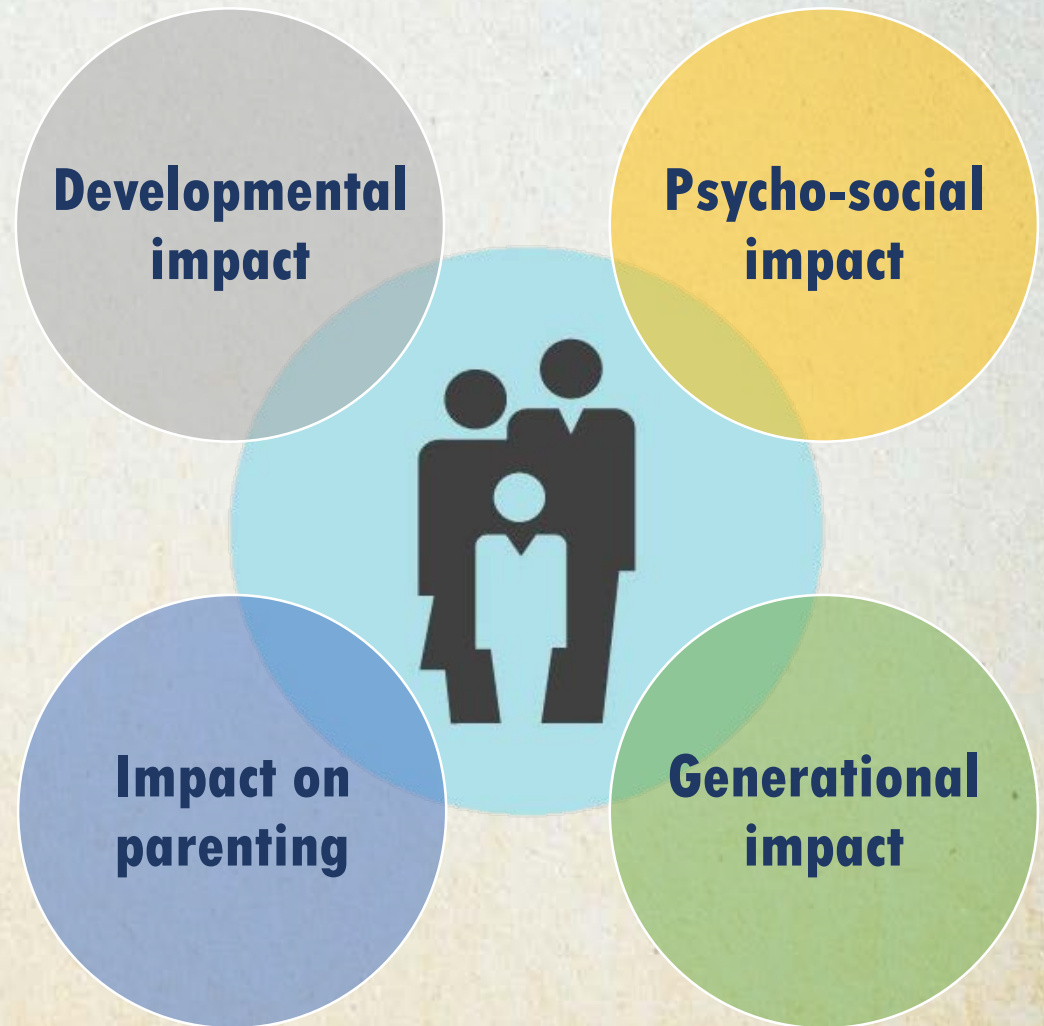 Developmental
impact
Psycho-social
impact
Impact on
parenting
Generational
impact